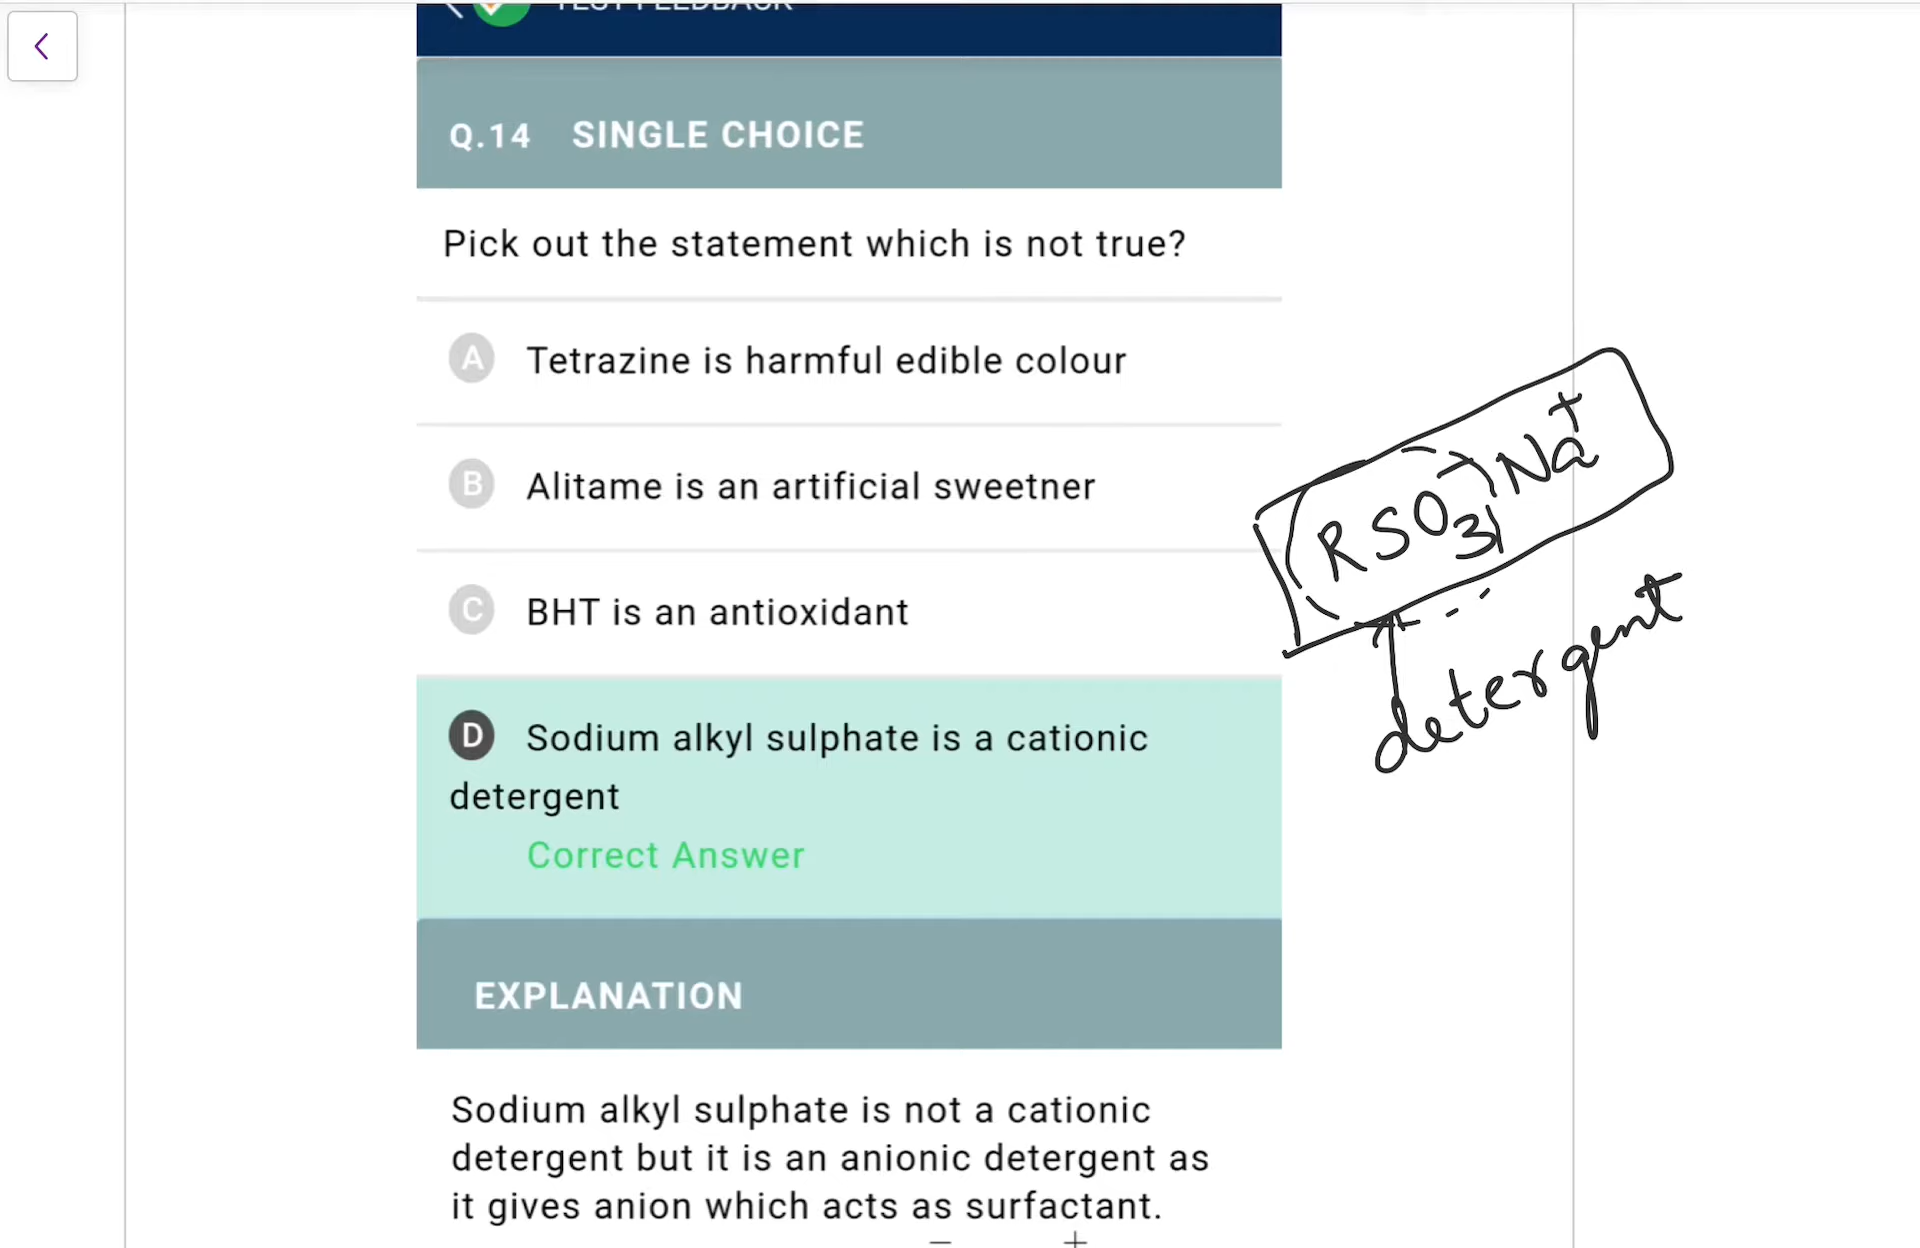 TEST FEEDBACK
Q.14 SINGLE CHOICE
Pick out the statement which is not true?
A Tetrazine is harmful edible colour
B Alitame is an artificial sweetner
C BHT is an antioxidant
D Sodium alkyl sulphate is a cationic
detergent
Correct Answer
RSO₃⁻Na⁺
detergent
EXPLANATION
Sodium alkyl sulphate is not a cationic
detergent but it is an anionic detergent as
it gives anion which acts as surfactant.
− +